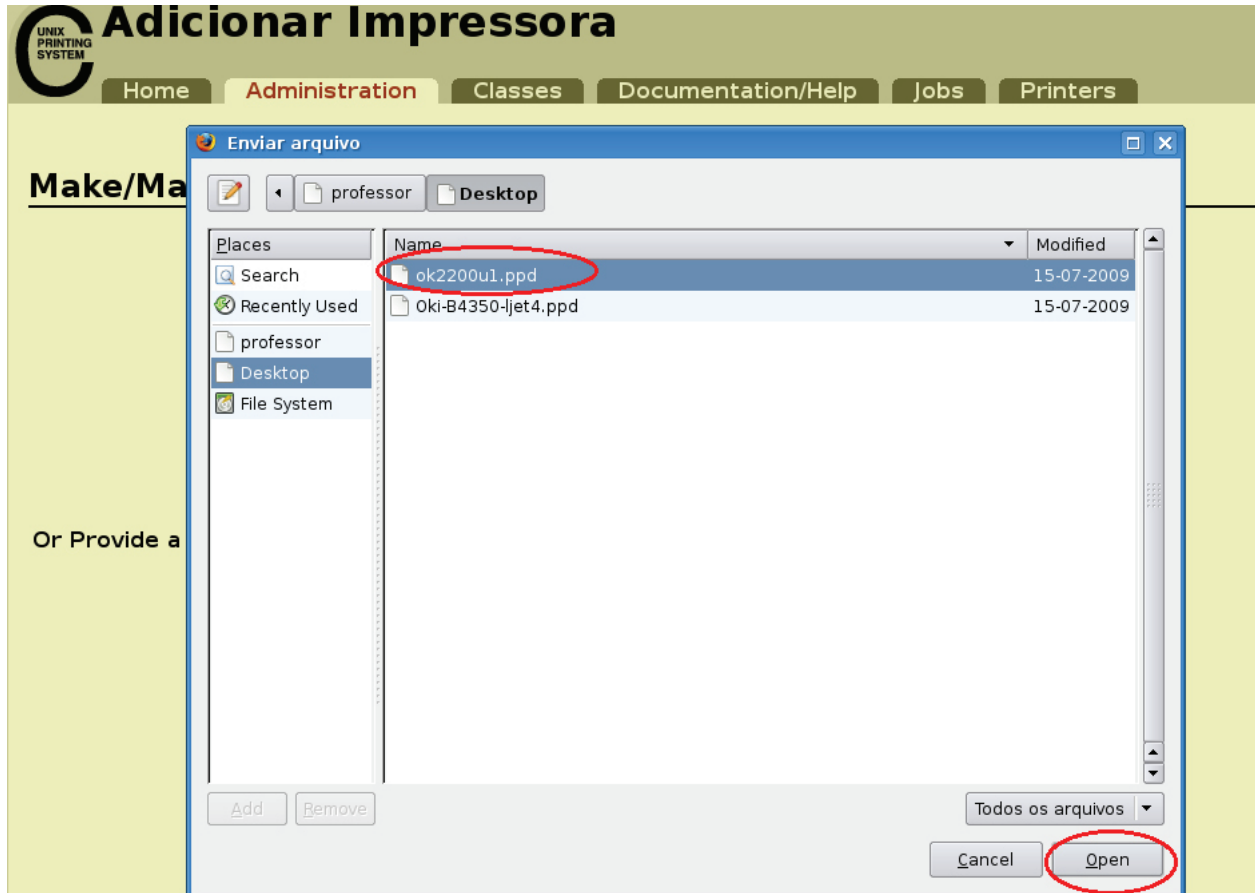 UNIX
PRINTING
SYSTEM
Adicionar Impressora
Home Administration Classes Documentation/Help Jobs Printers
Enviar arquivo
Make/Ma
professor Desktop
Places Name Modified
Search ok2200u1.ppd 15-07-2009
Recently Used Oki-B4350-ljet4.ppd 15-07-2009
professor
Desktop
File System
Or Provide a
Add Remove Todos os arquivos
Cancel Open